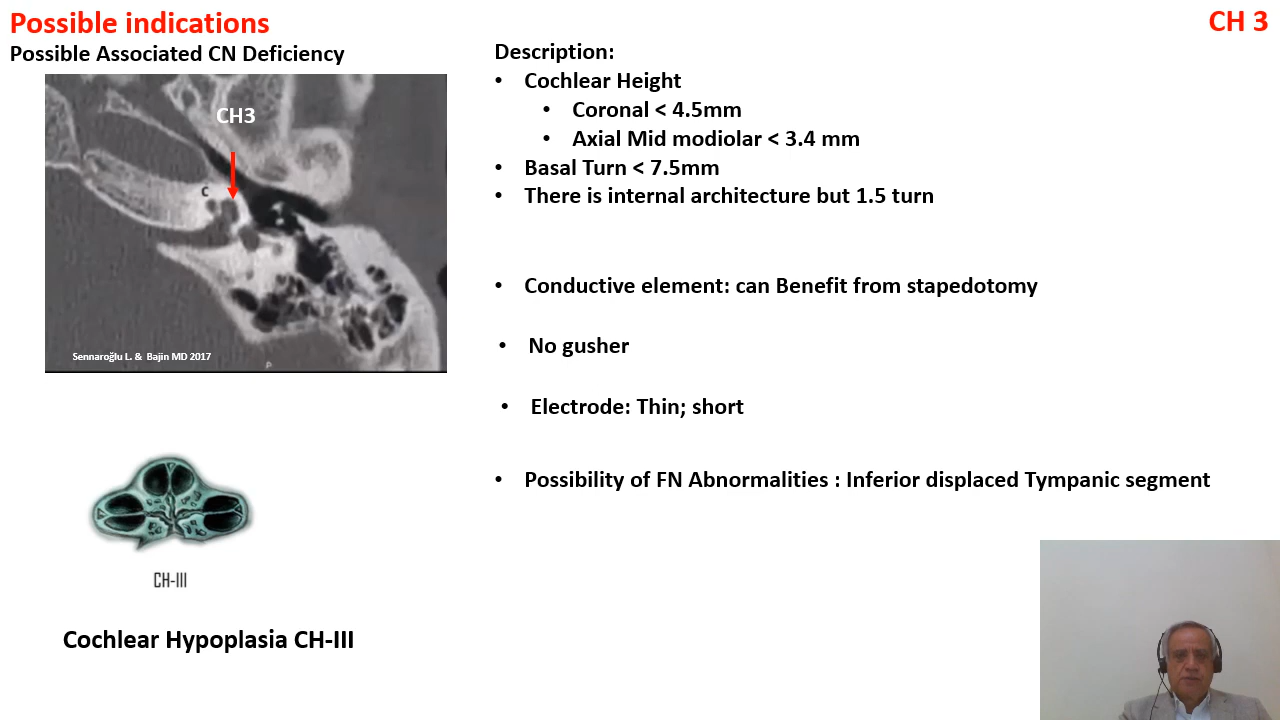 Possible indications
CH 3
Possible Associated CN Deficiency
CH3
C
Sennaroğlu L. & Bajin MD 2017
P
CH-III
Cochlear Hypoplasia CH-III
Description:
• Cochlear Height
• Coronal < 4.5mm
• Axial Mid modiolar < 3.4 mm
• Basal Turn < 7.5mm
• There is internal architecture but 1.5 turn
• Conductive element: can Benefit from stapedotomy
• No gusher
• Electrode: Thin; short
• Possibility of FN Abnormalities : Inferior displaced Tympanic segment